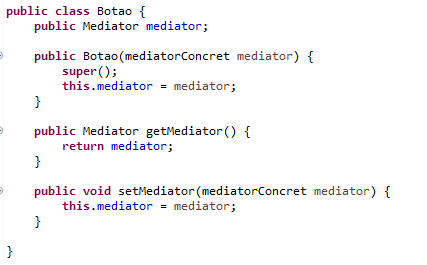 public class Botao {
public Mediator mediator;
public Botao(mediatorConcret mediator) {
super();
this.mediator = mediator;
}
public Mediator getMediator() {
return mediator;
}
public void setMediator(mediatorConcret mediator) {
this.mediator = mediator;
}
}